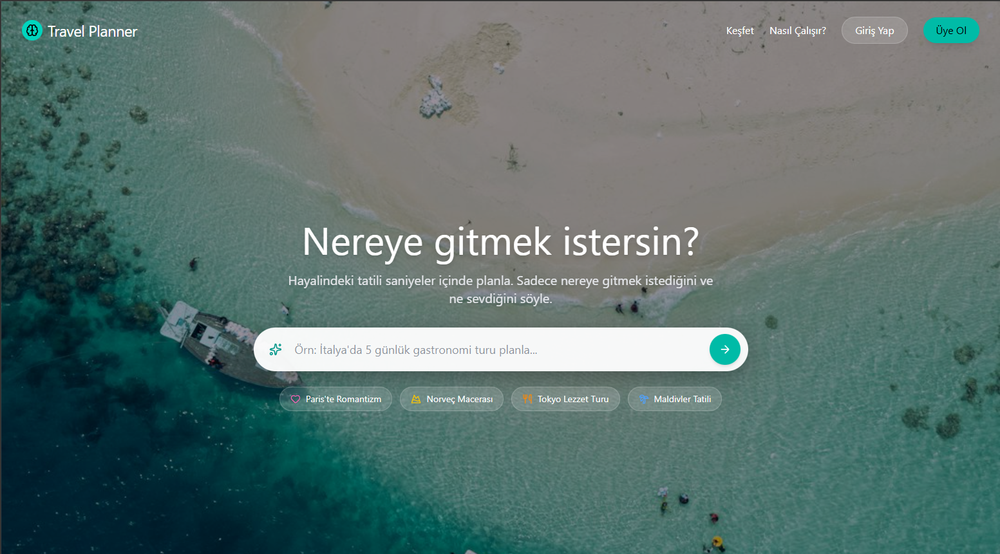 Travel Planner
Keşfet
Nasıl Çalışır?
Giriş Yap
Üye Ol
Nereye gitmek istersin?
Hayalindeki tatili saniyeler içinde planla. Sadece nereye gitmek istediğini ve
ne sevdiğini söyle.
Örn: İtalya'da 5 günlük gastronomi turu planla...
Paris'te Romantizm
Norveç Macerası
Tokyo Lezzet Turu
Maldivler Tatili